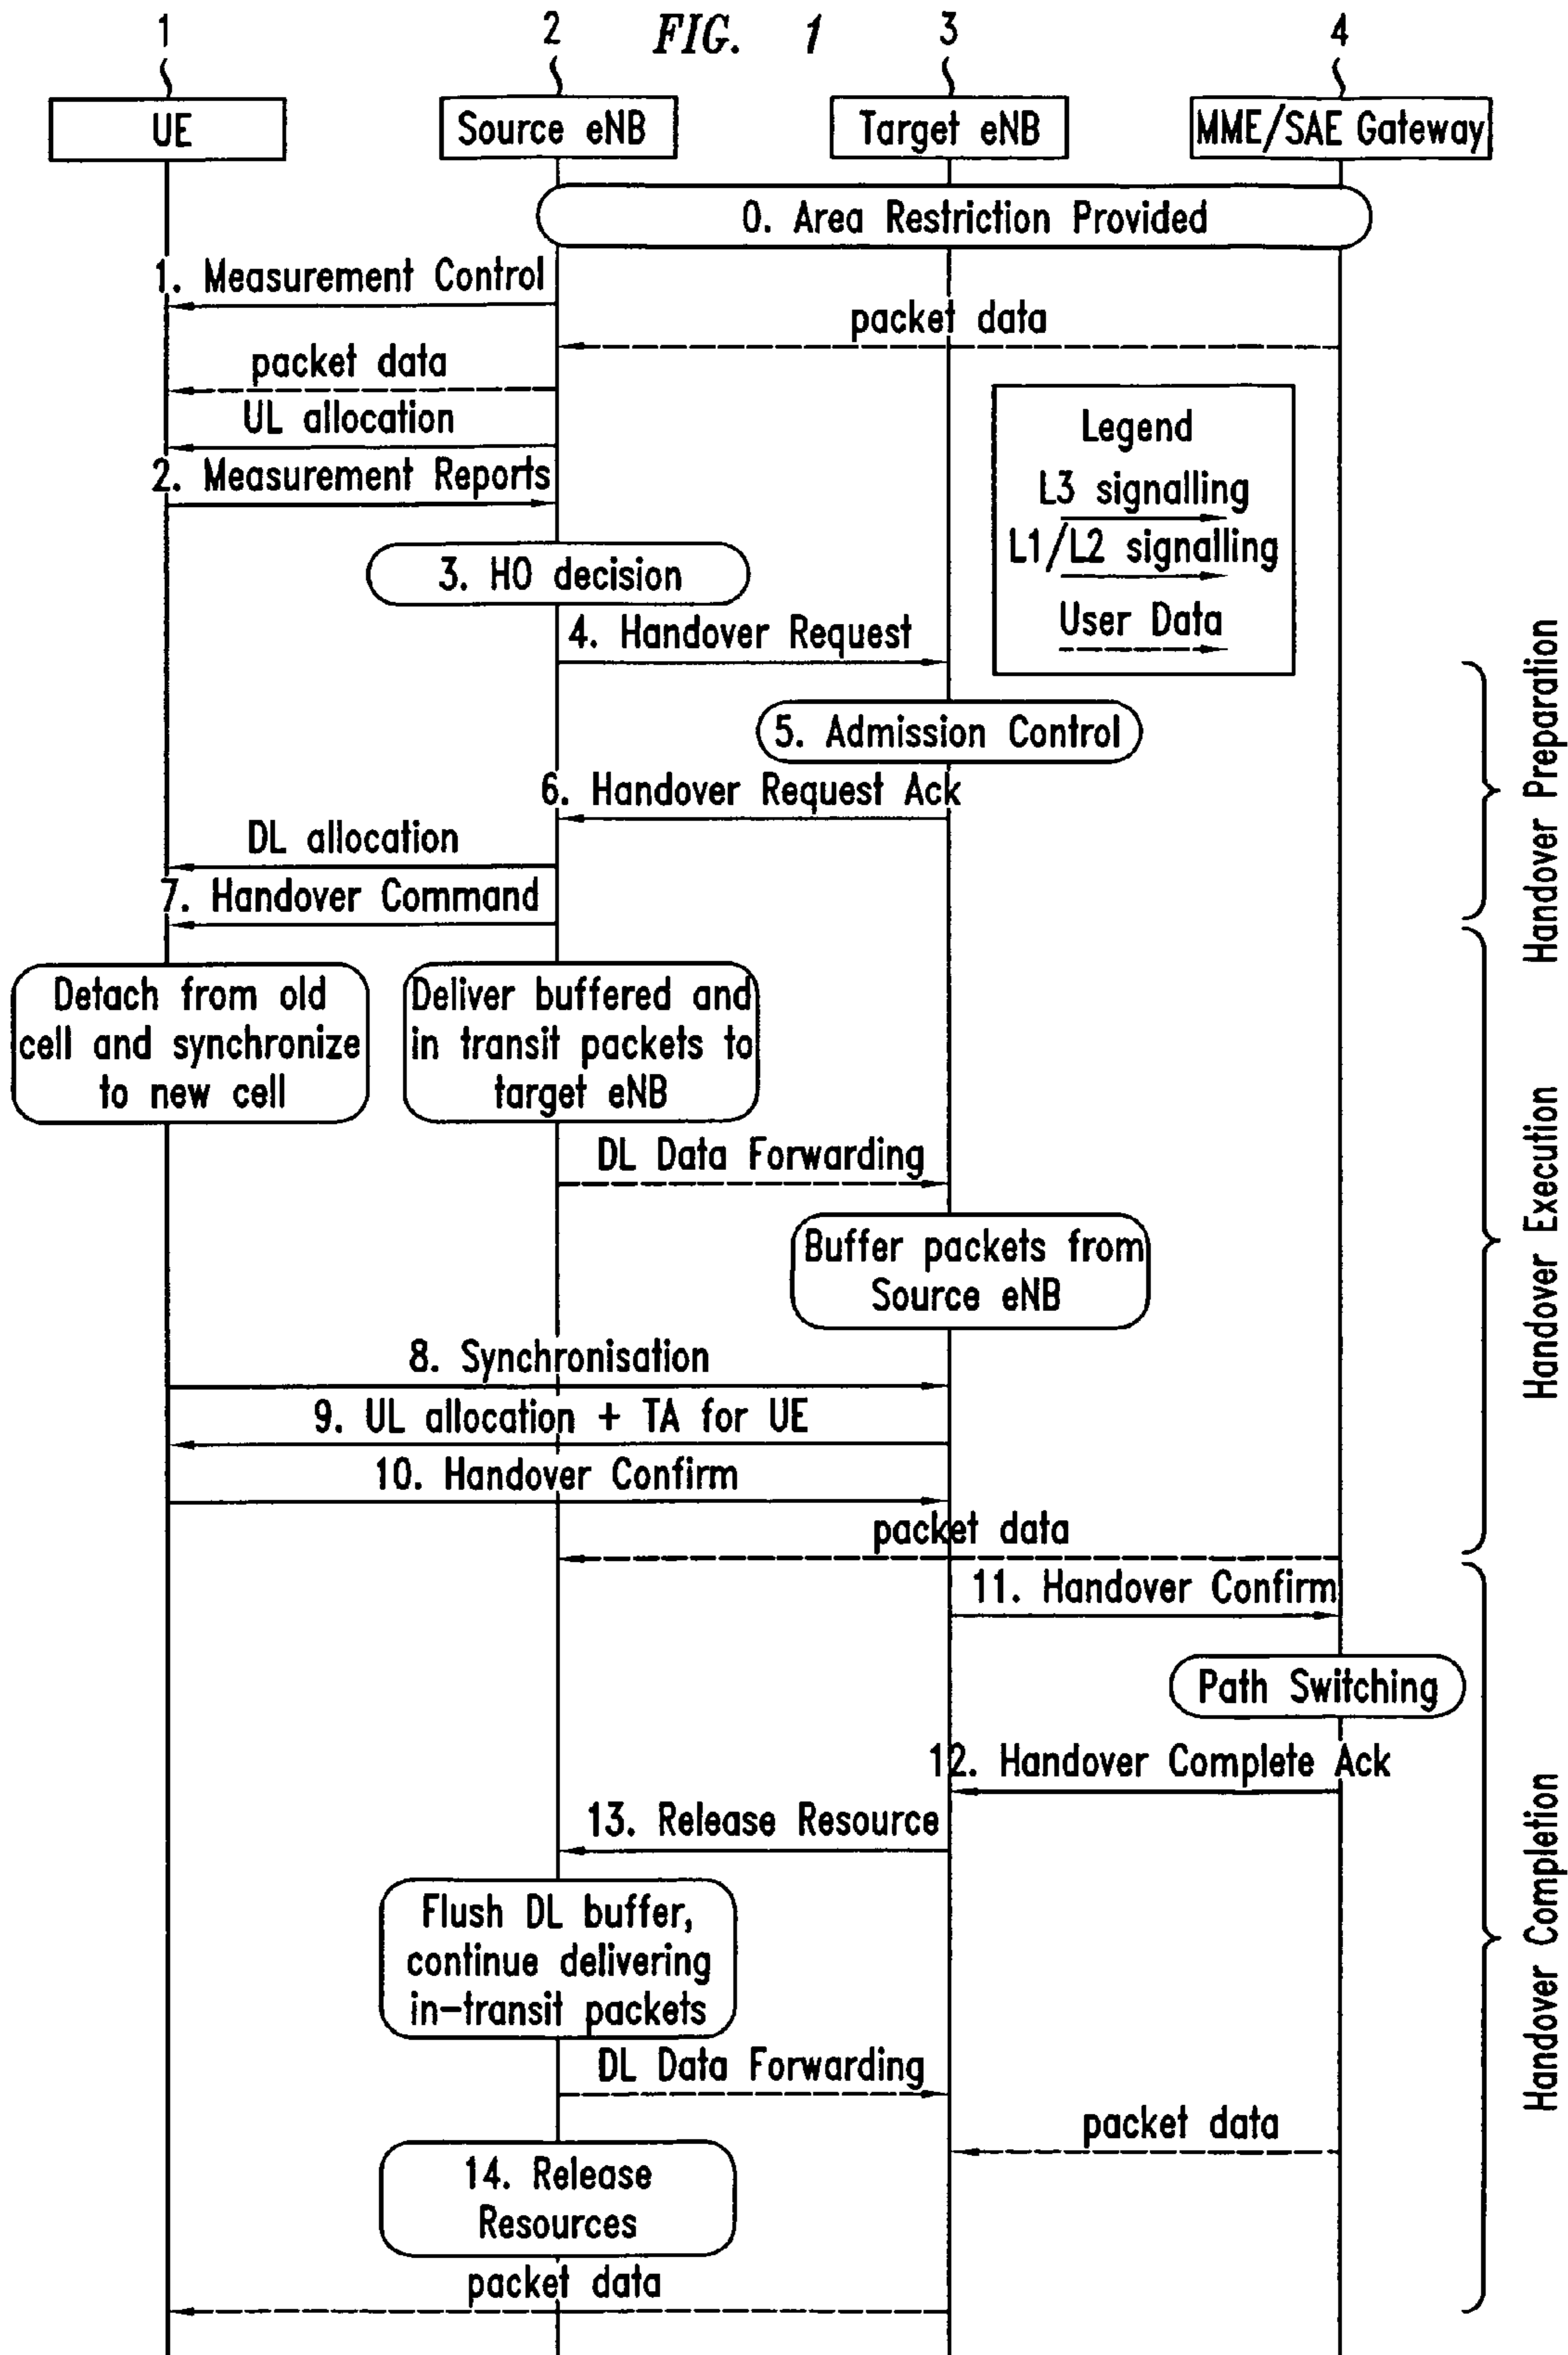 FIG. 1
1 2 3 4
UE
Source eNB
Target eNB
MME/SAE Gateway
0. Area Restriction Provided
1. Measurement Control
packet data
packet data
UL allocation
2. Measurement Reports
Legend
L3 signalling
L1/L2 signalling
User Data
3. HO decision
4. Handover Request
5. Admission Control
6. Handover Request Ack
DL allocation
7. Handover Command
Handover Preparation
Detach from old
cell and synchronize
to new cell
Deliver buffered and
in transit packets to
target eNB
DL Data Forwarding
Buffer packets from
Source eNB
8. Synchronisation
9. UL allocation + TA for UE
10. Handover Confirm
Handover Execution
packet data
11. Handover Confirm
Path Switching
12. Handover Complete Ack
13. Release Resource
Flush DL buffer,
continue delivering
in-transit packets
DL Data Forwarding
packet data
14. Release
Resources
packet data
Handover Completion